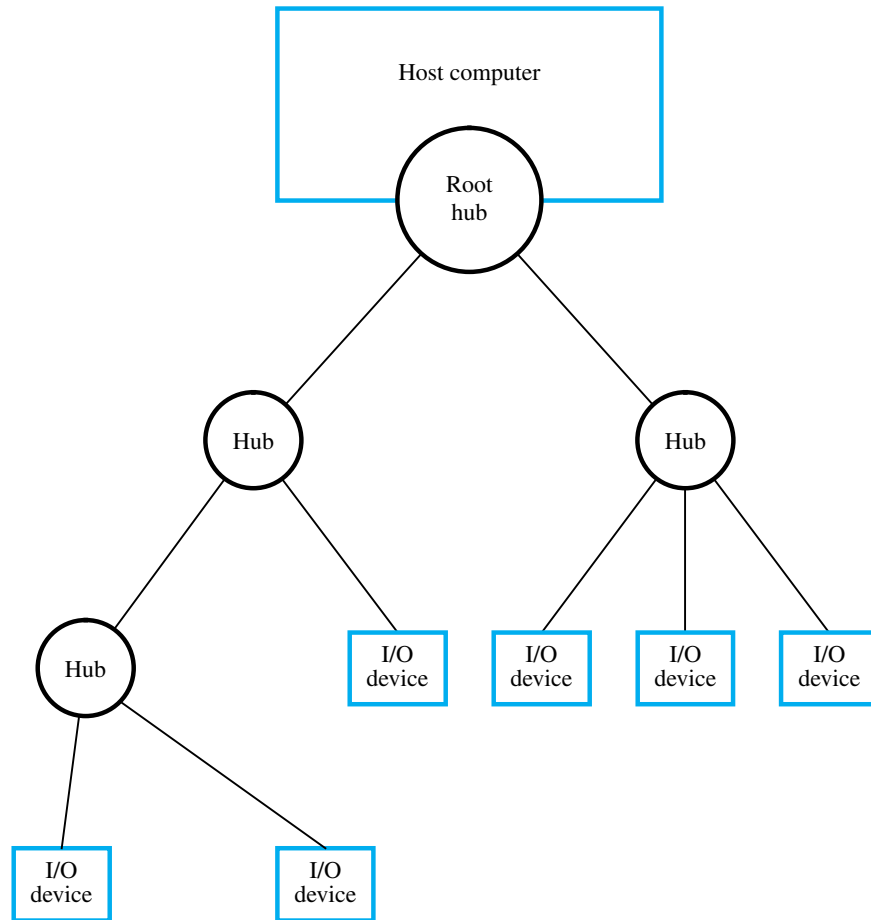 Host computer
Root
hub
Hub
Hub
Hub
I/O
device
I/O
device
I/O
device
I/O
device
I/O
device
I/O
device